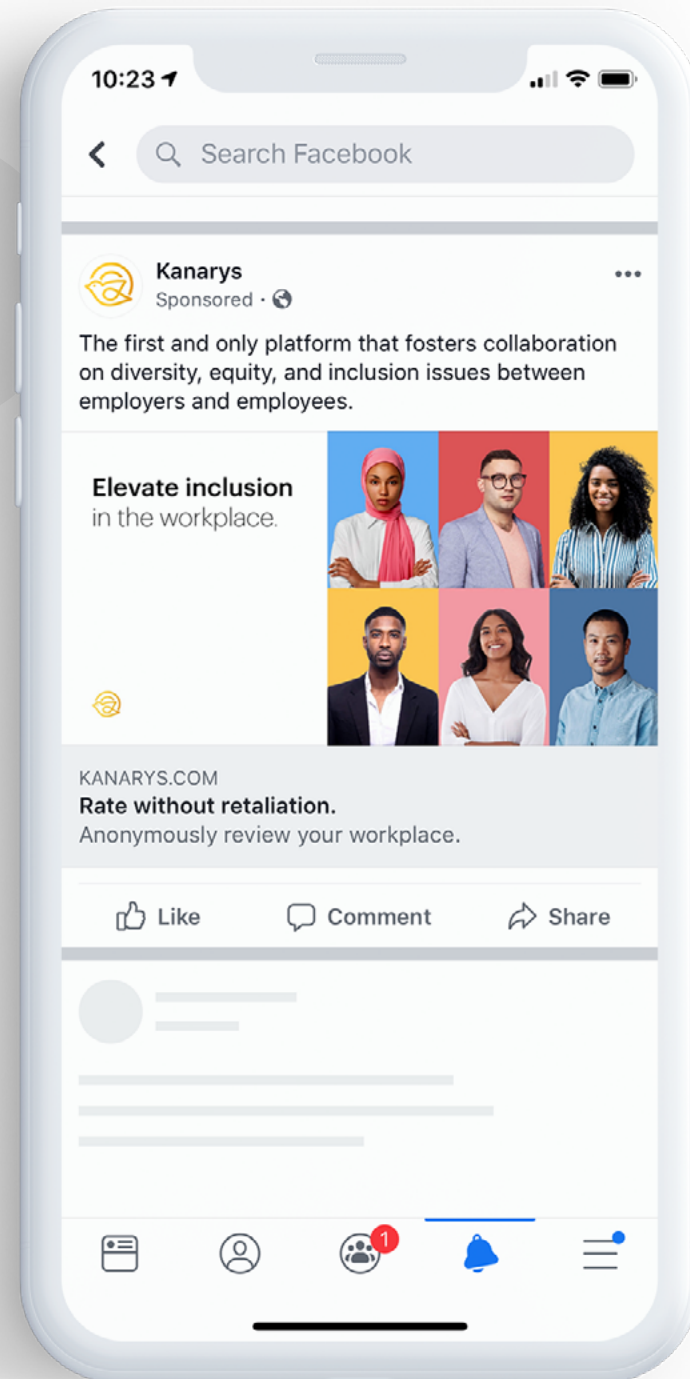 10:23
Search Facebook
Kanarys
Sponsored ·
The first and only platform that fosters collaboration
on diversity, equity, and inclusion issues between
employers and employees.
Elevate inclusion
in the workplace.
KANARYS.COM
Rate without retaliation.
Anonymously review your workplace.
Like Comment Share
1